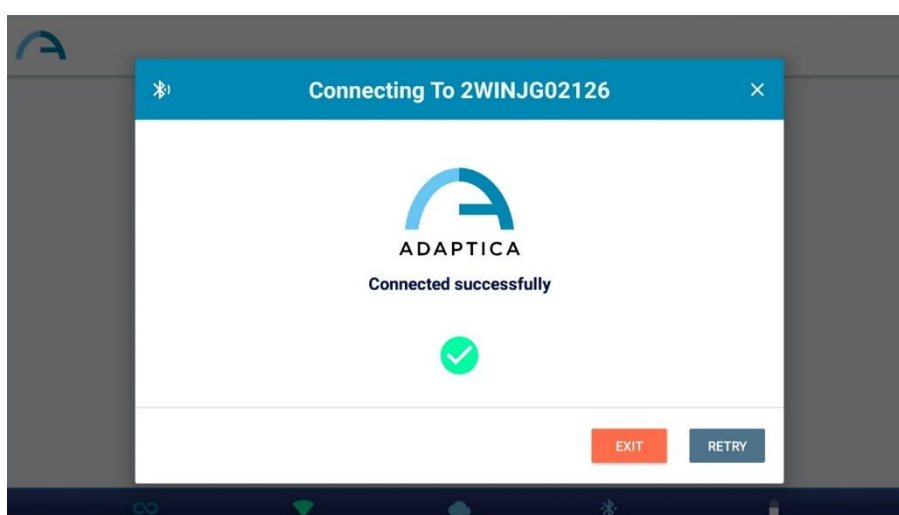 Connecting To 2WINJG02126
ADAPTICA
Connected successfully
EXIT
RETRY